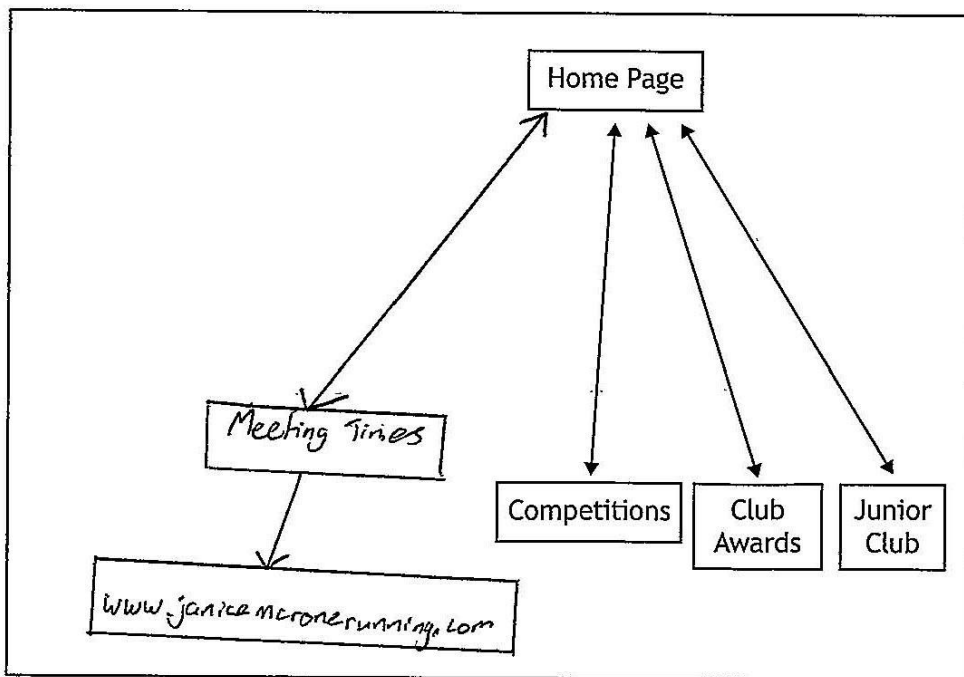 Home Page
Meeting Times
Competitions
Club
Awards
Junior
Club
www.janicemcronerunning.com